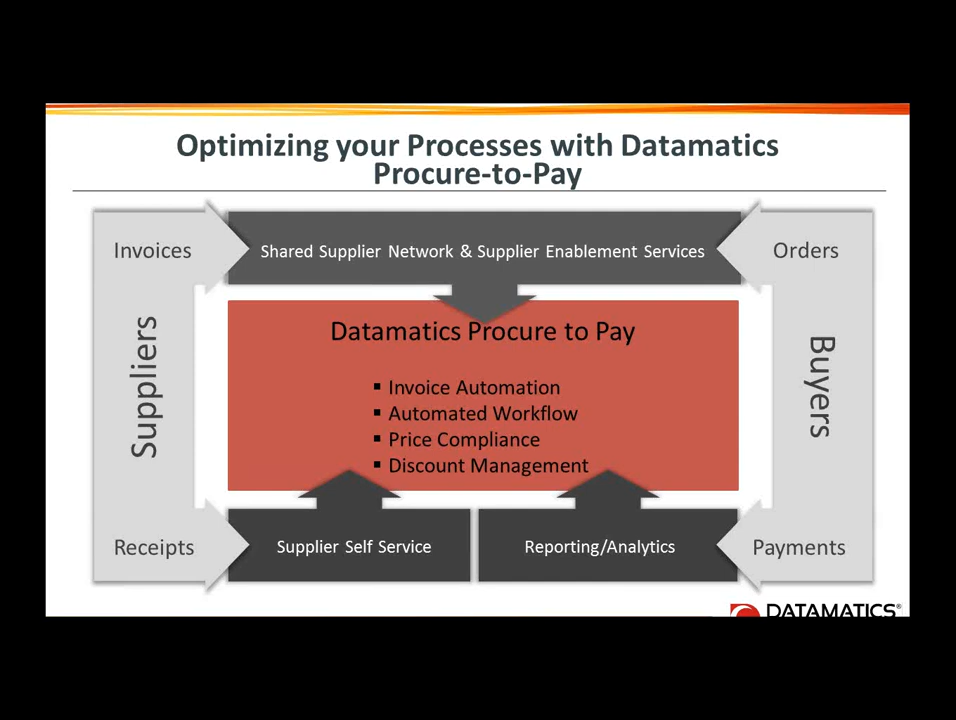 Optimizing your Processes with Datamatics
Procure-to-Pay
Invoices
Shared Supplier Network & Supplier Enablement Services
Orders
Suppliers
Datamatics Procure to Pay
▪ Invoice Automation
▪ Automated Workflow
▪ Price Compliance
▪ Discount Management
Buyers
Receipts
Supplier Self Service
Reporting/Analytics
Payments
DATAMATICS®